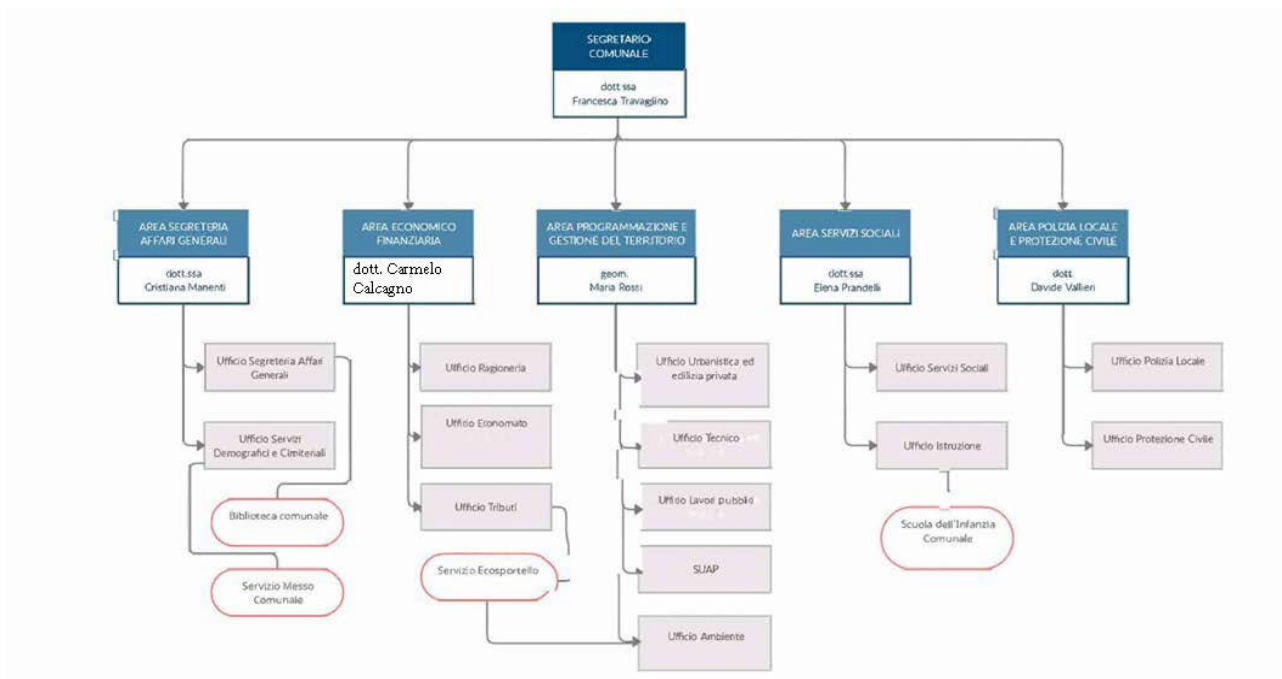 SEGRETARIO
COMUNALE
dott.ssa
Francesca Travaglino
AREA SEGRETERIA
AFFARI GENERALI
dott.ssa
Cristiana Manenti
AREA ECONOMICO
FINANZIARIA
dott. Carmelo
Calcagno
AREA PROGRAMMAZIONE E
GESTIONE DEL TERRITORIO
geom.
Maria Rossi
AREA SERVIZI SOCIALI
dott.ssa
Elena Prandelli
AREA POLIZIA LOCALE
E PROTEZIONE CIVILE
dott.
Davide Vallieri
Ufficio Segreteria Affari
Generali
Ufficio Servizi
Demografici e Cimiteriali
Biblioteca comunale
Servizio Messo
Comunale
Ufficio Ragioneria
Ufficio Economato
Ufficio Tributi
Servizio Ecosportello
Ufficio Urbanistica ed
edilizia privata
Ufficio Tecnico
Ufficio Lavori pubblici
SUAP
Ufficio Ambiente
Ufficio Servizi Sociali
Ufficio Istruzione
Scuola dell'Infanzia
Comunale
Ufficio Polizia Locale
Ufficio Protezione Civile